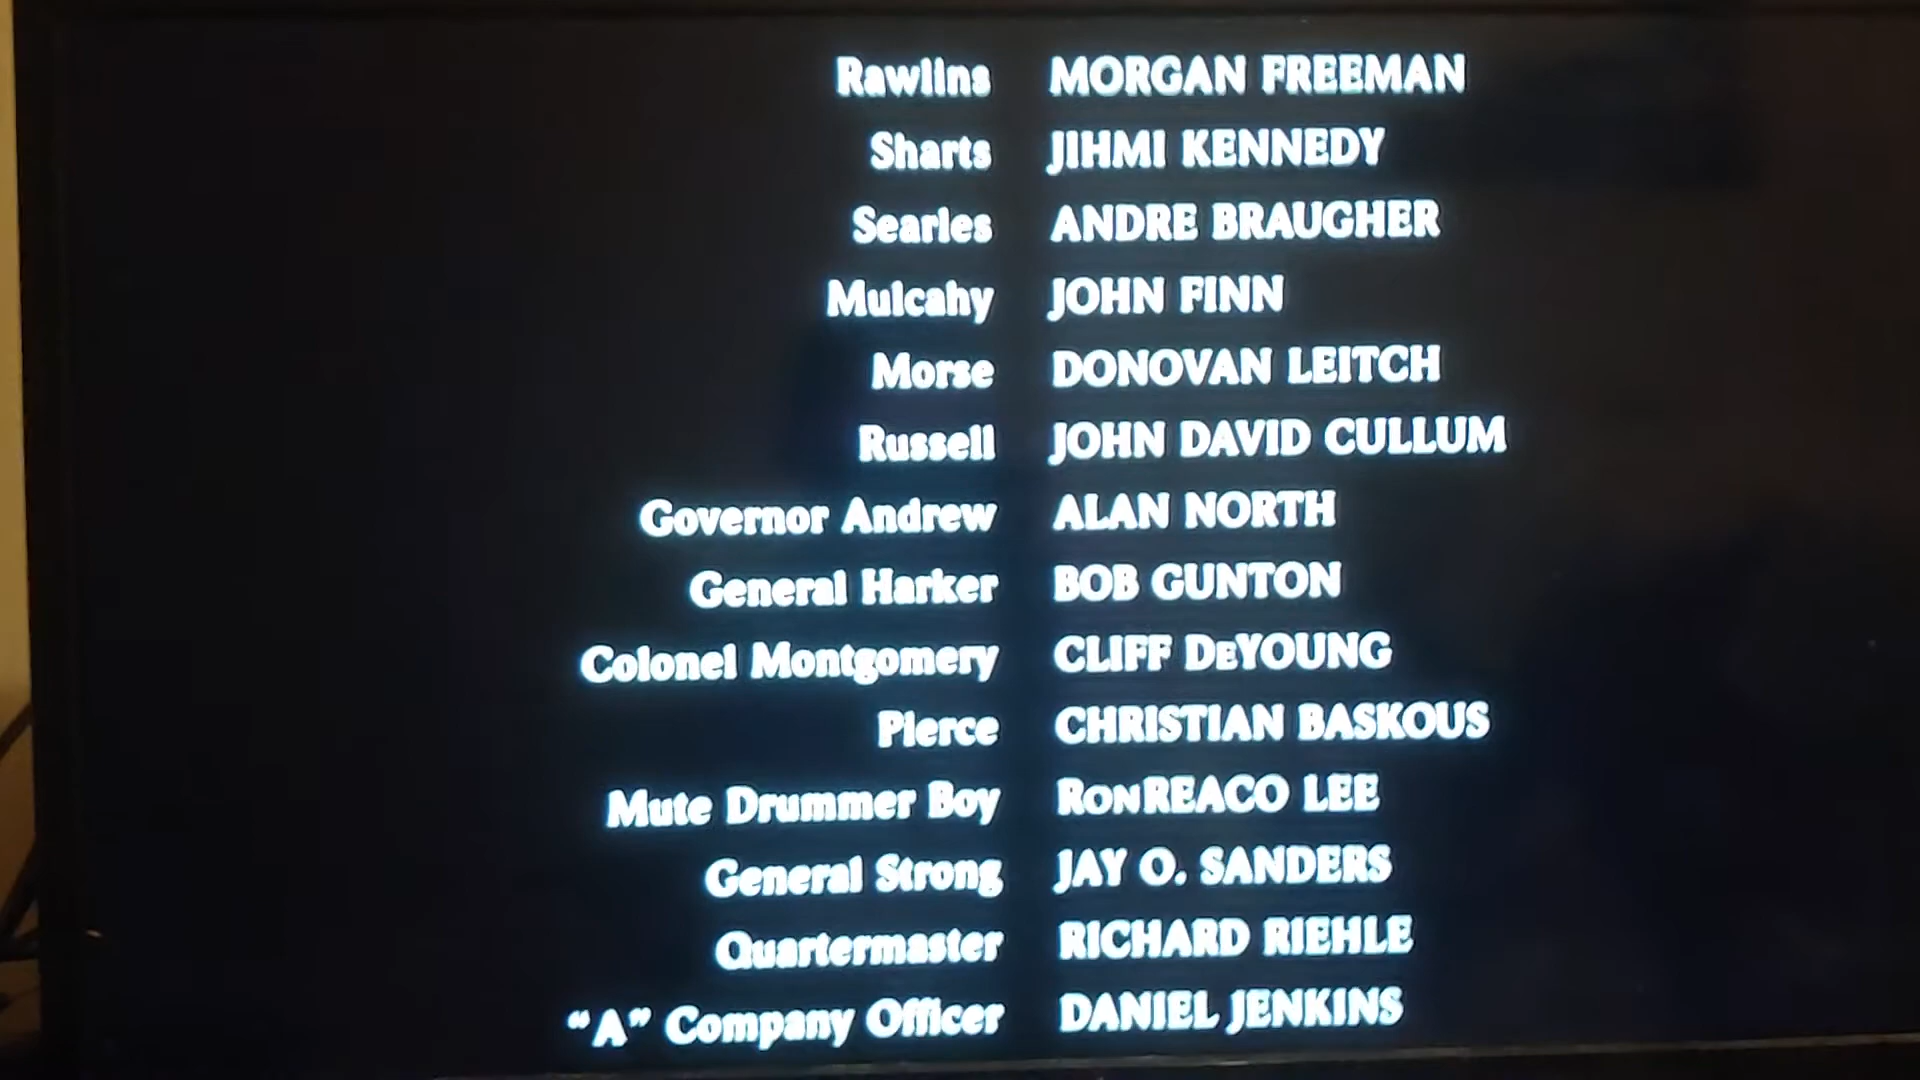 Rawlins MORGAN FREEMAN
Sharts JIHMI KENNEDY
Searles ANDRE BRAUGHER
Mulcahy JOHN FINN
Morse DONOVAN LEITCH
Russell JOHN DAVID CULLUM
Governor Andrew ALAN NORTH
General Harker BOB GUNTON
Colonel Montgomery CLIFF DeYOUNG
Pierce CHRISTIAN BASKOUS
Mute Drummer Boy RonREACO LEE
General Strong JAY O. SANDERS
Quartermaster RICHARD RIEHLE
“A” Company Officer DANIEL JENKINS